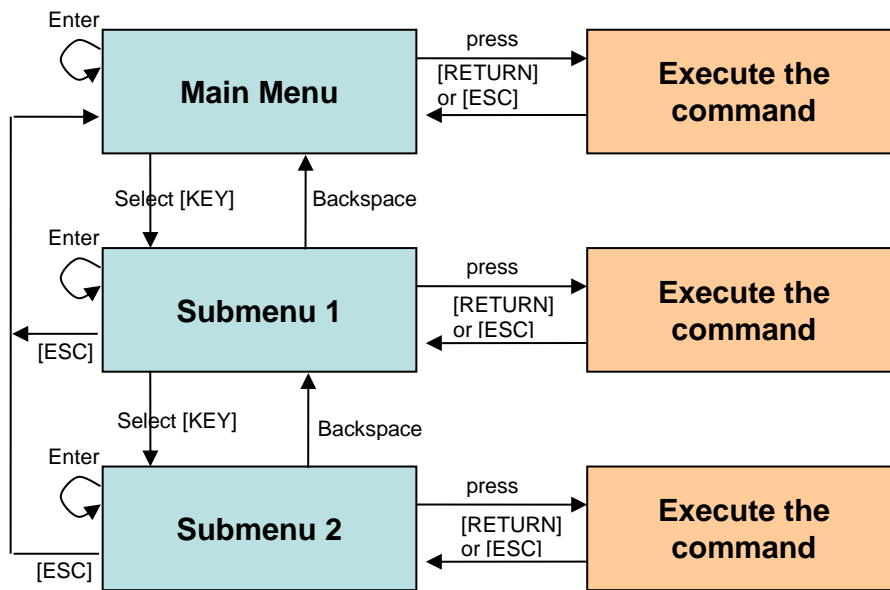 Enter
press
Main Menu
[RETURN]
or [ESC]
Execute the
command
Select [KEY]
Backspace
Enter
press
Submenu 1
[RETURN]
or [ESC]
Execute the
command
[ESC]
Select [KEY]
Backspace
Enter
press
Submenu 2
[RETURN]
or [ESC]
Execute the
command
[ESC]